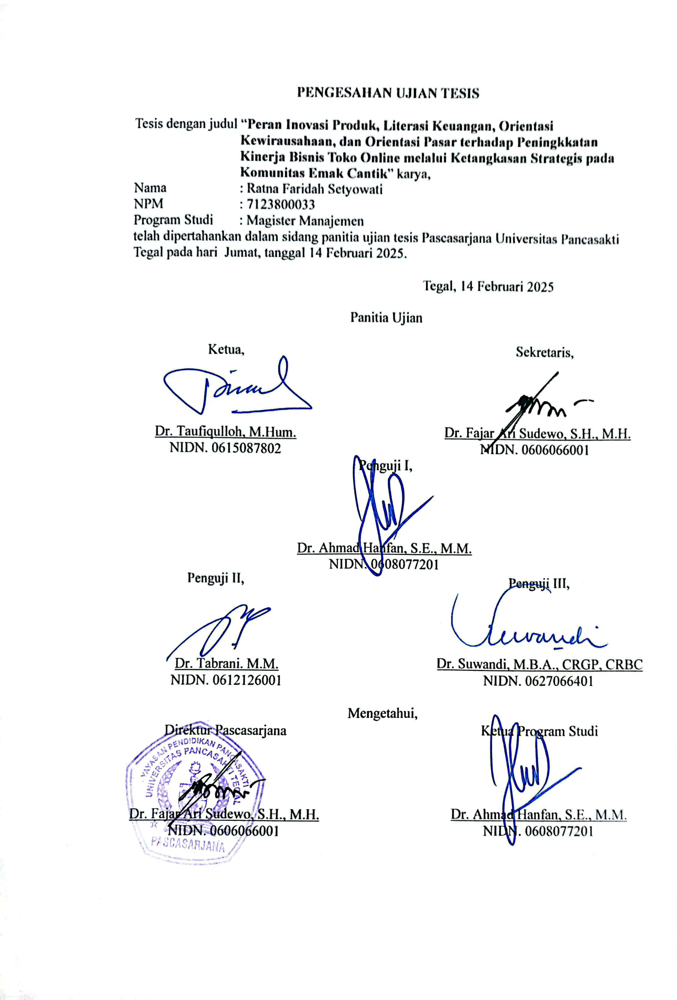 PENGESAHAN UJIAN TESIS
Tesis dengan judul “Peran Inovasi Produk, Literasi Keuangan, Orientasi
Kewirausahaan, dan Orientasi Pasar terhadap Peningkkatan
Kinerja Bisnis Toko Online melalui Ketangkasan Strategis pada
Komunitas Emak Cantik” karya,
Nama : Ratna Faridah Setyowati
NPM : 7123800033
Program Studi : Magister Manajemen
telah dipertahankan dalam sidang panitia ujian tesis Pascasarjana Universitas Pancasakti
Tegal pada hari Jumat, tanggal 14 Februari 2025.
Tegal, 14 Februari 2025
Panitia Ujian
Ketua,
Sekretaris,
Dr. Taufiqulloh, M.Hum.
NIDN. 0615087802
Dr. Fajar Ari Sudewo, S.H., M.H.
NIDN. 0606066001
Penguji I,
Dr. Ahmad Hanfan, S.E., M.M.
NIDN. 0608077201
Penguji II,
Penguji III,
Suwandi
Dr. Tabrani. M.M.
NIDN. 0612126001
Dr. Suwandi, M.B.A., CRGP, CRBC
NIDN. 0627066401
Mengetahui,
Direktur Pascasarjana
Ketua Program Studi
YAYASAN PENDIDIKAN PANCASAKTI
UNIVERSITAS PANCASAKTI TEGAL
Dr. Fajar Ari Sudewo, S.H., M.H.
NIDN. 0606066001
PASCASARJANA
Dr. Ahmad Hanfan, S.E., M.M.
NIDN. 0608077201